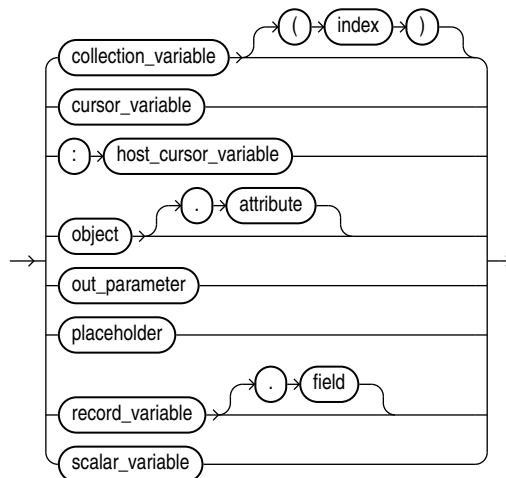 ( index )
collection_variable
cursor_variable
: host_cursor_variable
. attribute
object
out_parameter
placeholder
. field
record_variable
scalar_variable